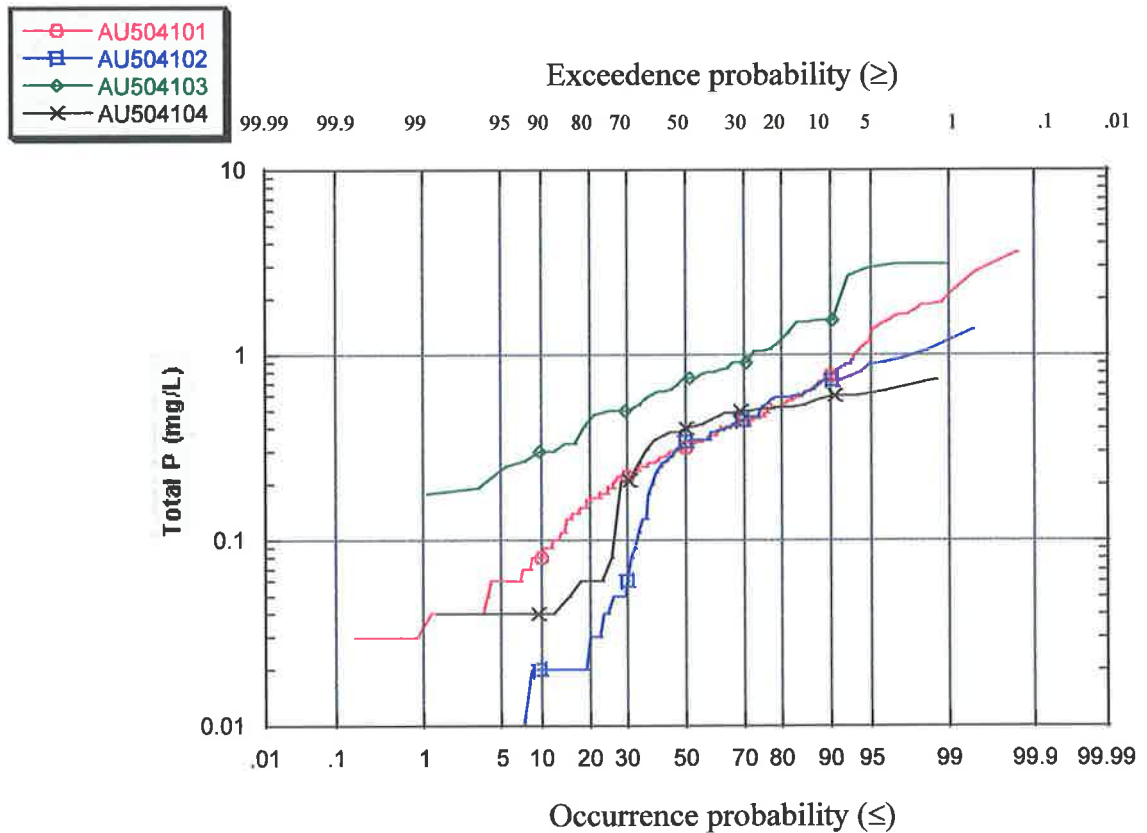 AU504101
AU504102
AU504103
AU504104
Exceedence probability (≥)
99.99 99.9 99 95 90 80 70 50 30 20 10 5 1 .1 .01
10
1
0.1
0.01
Total P (mg/L)
.01 .1 1 5 10 20 30 50 70 80 90 95 99 99.9 99.99
Occurrence probability (≤)